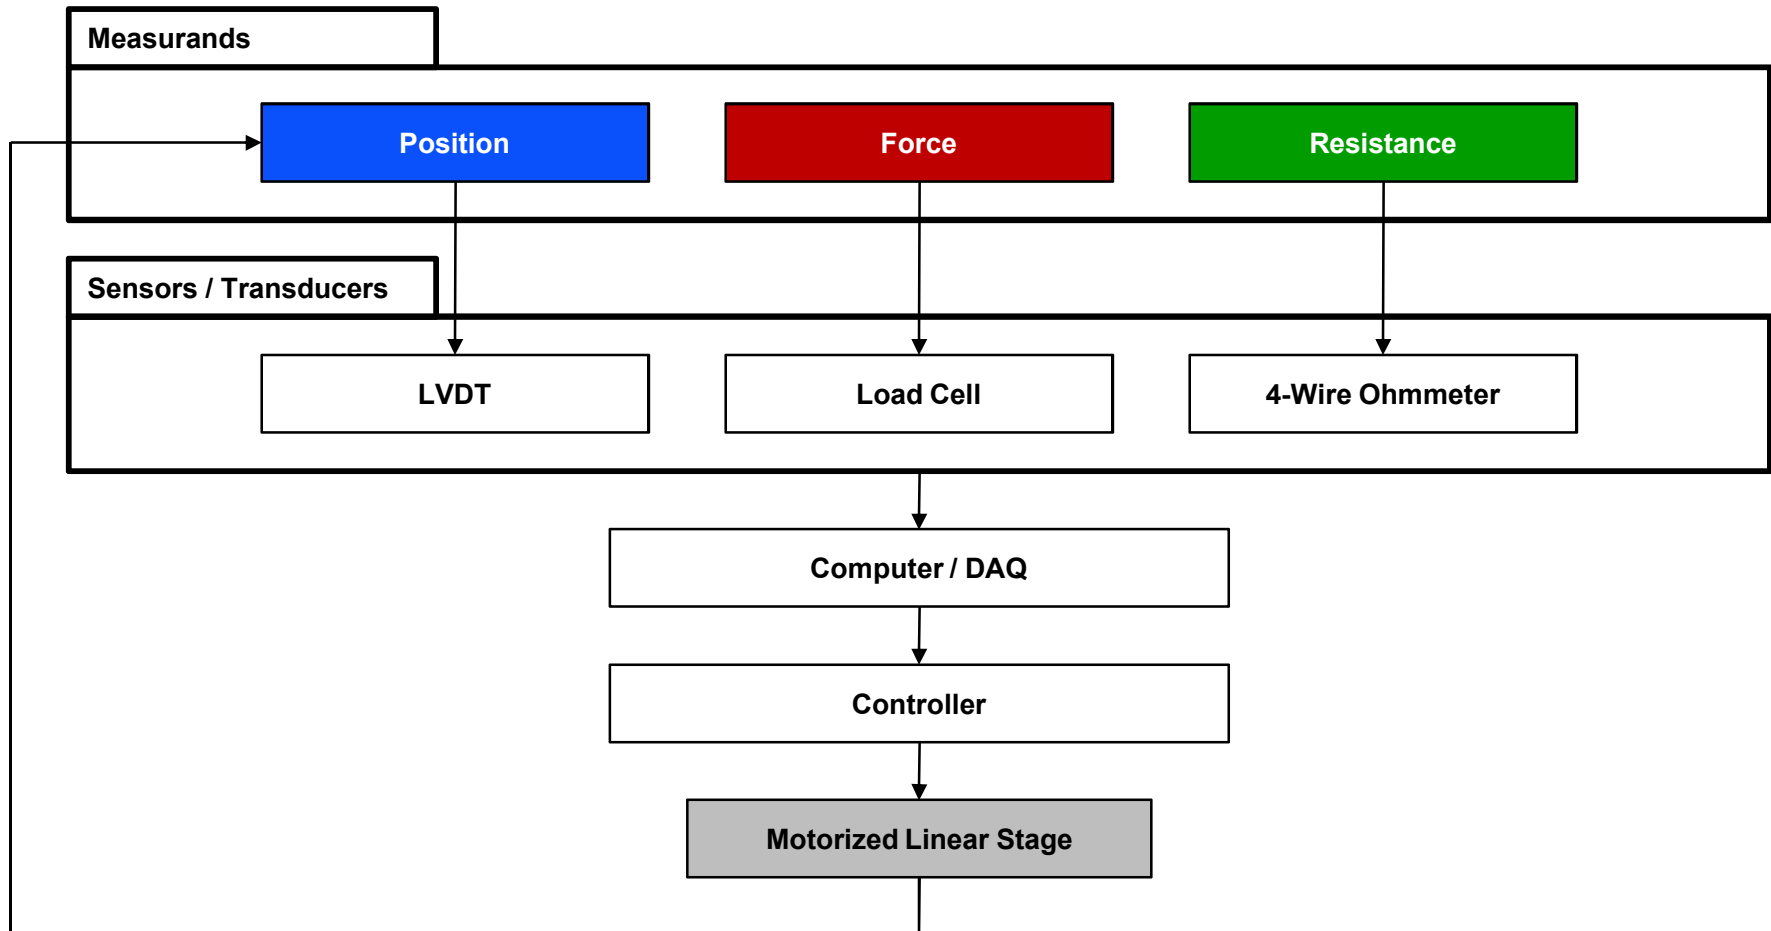 Measurands
Position
Force
Resistance
Sensors / Transducers
LVDT
Load Cell
4-Wire Ohmmeter
Computer / DAQ
Controller
Motorized Linear Stage